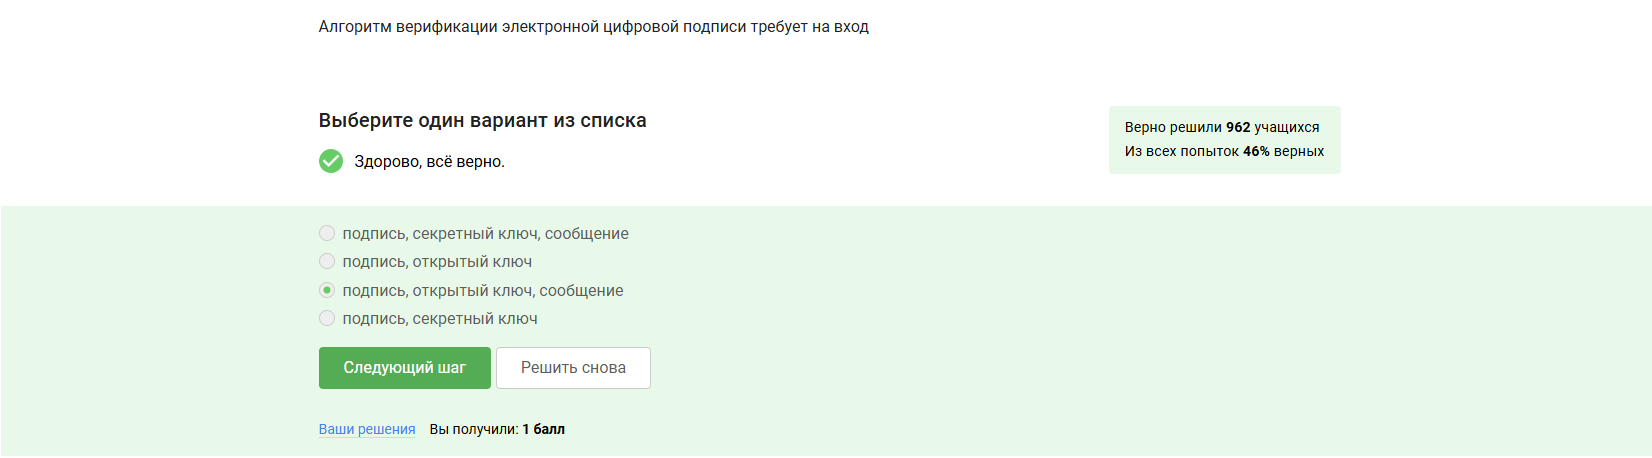 Алгоритм верификации электронной цифровой подписи требует на вход
Выберите один вариант из списка
Здорово, всё верно.
Верно решили 962 учащихся
Из всех попыток 46% верных
подпись, секретный ключ, сообщение
подпись, открытый ключ
подпись, открытый ключ, сообщение
подпись, секретный ключ
Следующий шаг
Решить снова
Ваши решения Вы получили: 1 балл